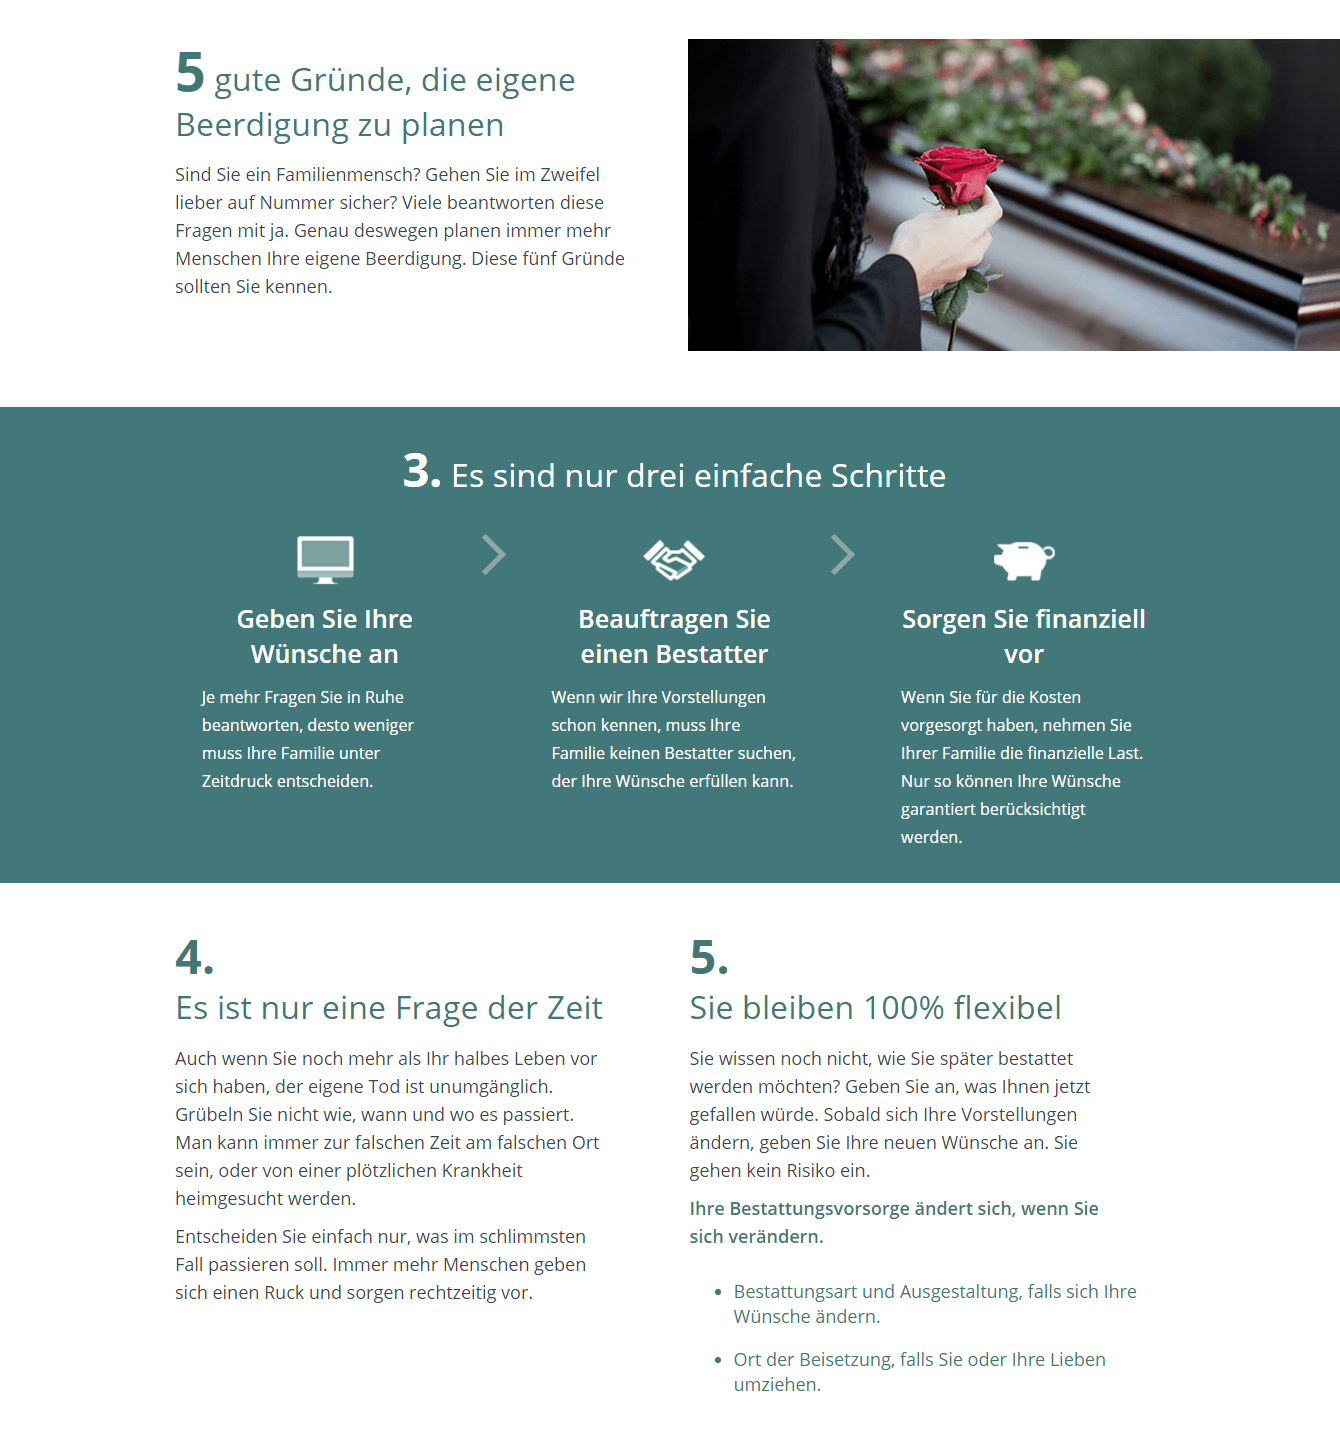 5 gute Gründe, die eigene
Beerdigung zu planen
Sind Sie ein Familienmensch? Gehen Sie im Zweifel
lieber auf Nummer sicher? Viele beantworten diese
Fragen mit ja. Genau deswegen planen immer mehr
Menschen Ihre eigene Beerdigung. Diese fünf Gründe
sollten Sie kennen.
3. Es sind nur drei einfache Schritte
Geben Sie Ihre
Wünsche an
Je mehr Fragen Sie in Ruhe
beantworten, desto weniger
muss Ihre Familie unter
Zeitdruck entscheiden.
Beauftragen Sie
einen Bestatter
Wenn wir Ihre Vorstellungen
schon kennen, muss Ihre
Familie keinen Bestatter suchen,
der Ihre Wünsche erfüllen kann.
Sorgen Sie finanziell
vor
Wenn Sie für die Kosten
vorgesorgt haben, nehmen Sie
Ihrer Familie die finanzielle Last.
Nur so können Ihre Wünsche
garantiert berücksichtigt
werden.
4.
Es ist nur eine Frage der Zeit
Auch wenn Sie noch mehr als Ihr halbes Leben vor
sich haben, der eigene Tod ist unumgänglich.
Grübeln Sie nicht wie, wann und wo es passiert.
Man kann immer zur falschen Zeit am falschen Ort
sein, oder von einer plötzlichen Krankheit
heimgesucht werden.
Entscheiden Sie einfach nur, was im schlimmsten
Fall passieren soll. Immer mehr Menschen geben
sich einen Ruck und sorgen rechtzeitig vor.
5.
Sie bleiben 100% flexibel
Sie wissen noch nicht, wie Sie später bestattet
werden möchten? Geben Sie an, was Ihnen jetzt
gefallen würde. Sobald sich Ihre Vorstellungen
ändern, geben Sie Ihre neuen Wünsche an. Sie
gehen kein Risiko ein.
Ihre Bestattungsvorsorge ändert sich, wenn Sie
sich verändern.
• Bestattungsart und Ausgestaltung, falls sich Ihre
Wünsche ändern.
• Ort der Beisetzung, falls Sie oder Ihre Lieben
umziehen.